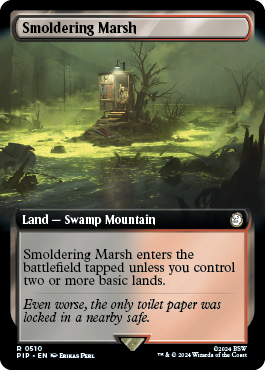 Smoldering Marsh
Land — Swamp Mountain
Smoldering Marsh enters the
battlefield tapped unless you control
two or more basic lands.
Even worse, the only toilet paper was
locked in a nearby safe.
R 0510
PIP • EN Erikas Perl
©2024 BSW
™ & © 2024 Wizards of the Coast